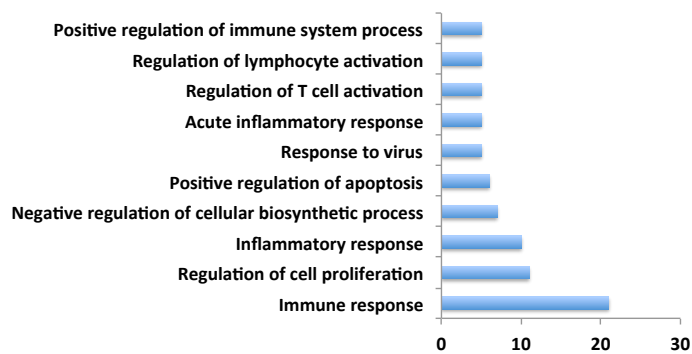 Positive regulation of immune system process
Regulation of lymphocyte activation
Regulation of T cell activation
Acute inflammatory response
Response to virus
Positive regulation of apoptosis
Negative regulation of cellular biosynthetic process
Inflammatory response
Regulation of cell proliferation
Immune response
0 10 20 30